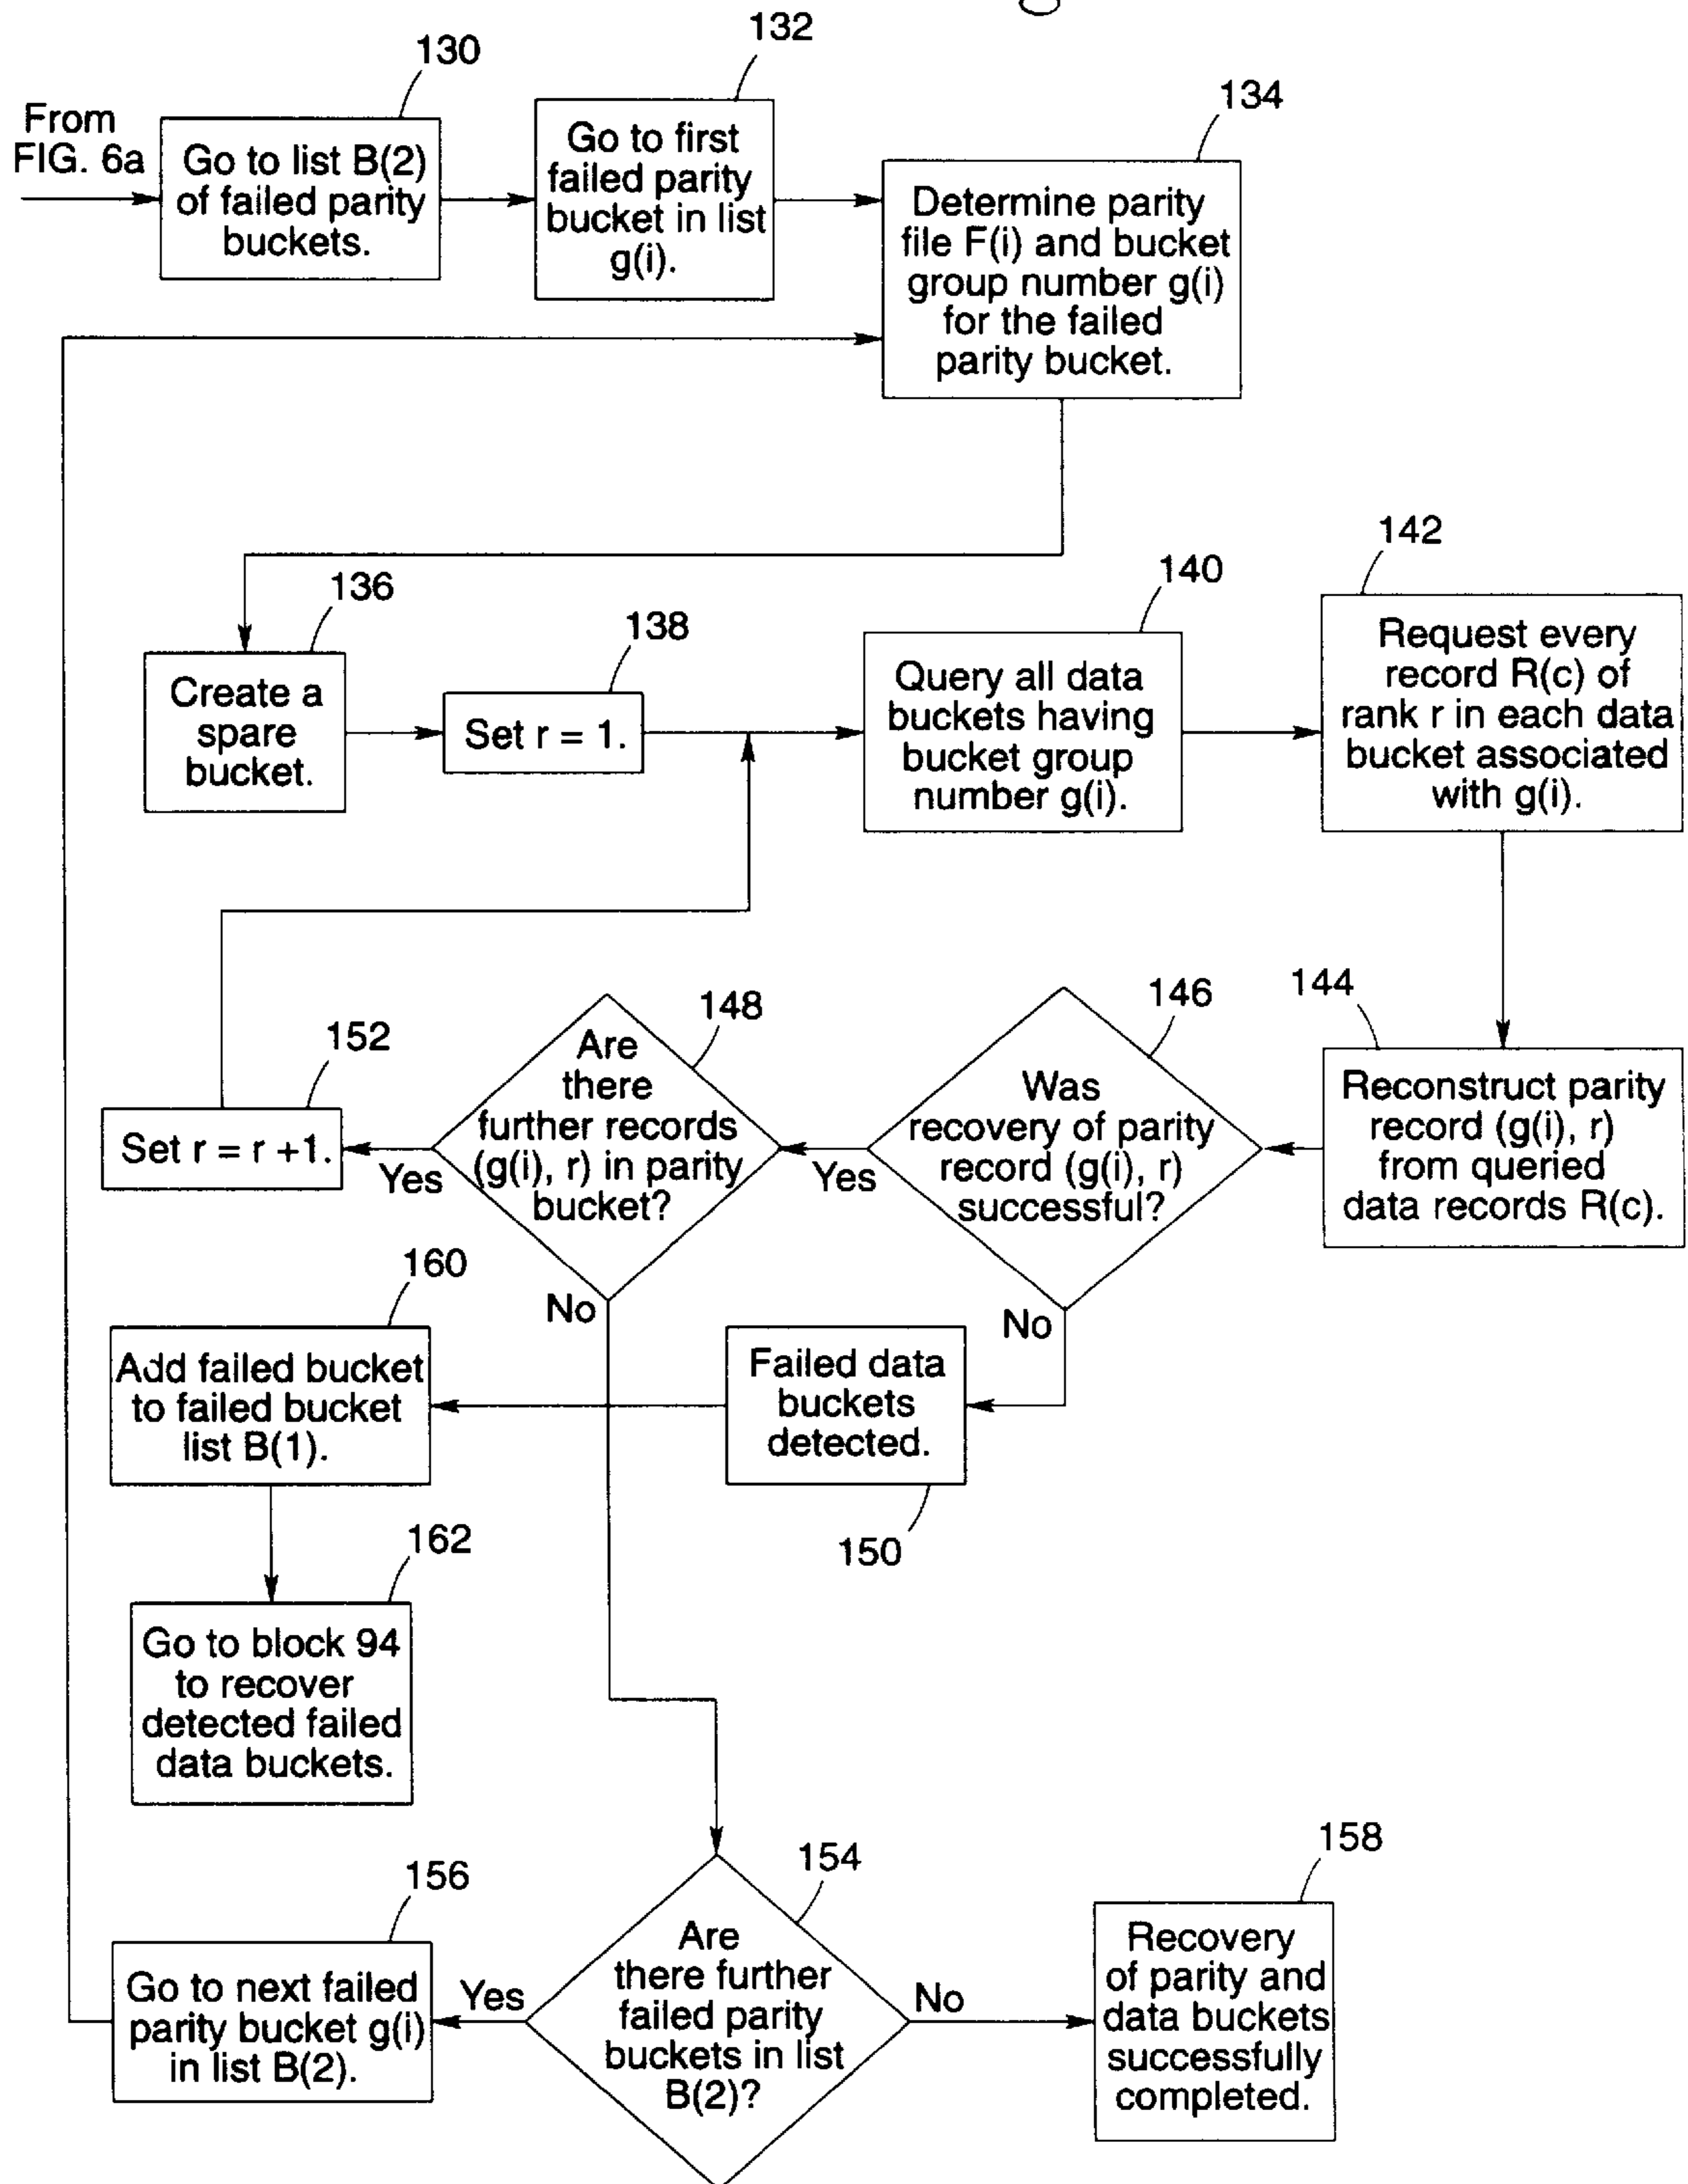 130
132
134
From
FIG. 6a
Go to list B(2)
of failed parity
buckets.
Go to first
failed parity
bucket in list
g(i).
Determine parity
file F(i) and bucket
group number g(i)
for the failed
parity bucket.
136
138
140
142
Create a
spare
bucket.
Set r = 1.
Query all data
buckets having
bucket group
number g(i).
Request every
record R(c) of
rank r in each data
bucket associated
with g(i).
144
146
148
152
Reconstruct parity
record (g(i), r)
from queried
data records R(c).
Was
recovery of parity
record (g(i), r)
successful?
Yes
Are
there
further records
(g(i), r) in parity
bucket?
Yes
Set r = r +1.
No
No
160
Add failed bucket
to failed bucket
list B(1).
Failed data
buckets
detected.
150
162
Go to block 94
to recover
detected failed
data buckets.
154
156
158
Are
there further
failed parity
buckets in list
B(2)?
Yes
Go to next failed
parity bucket g(i)
in list B(2).
No
Recovery
of parity and
data buckets
successfully
completed.